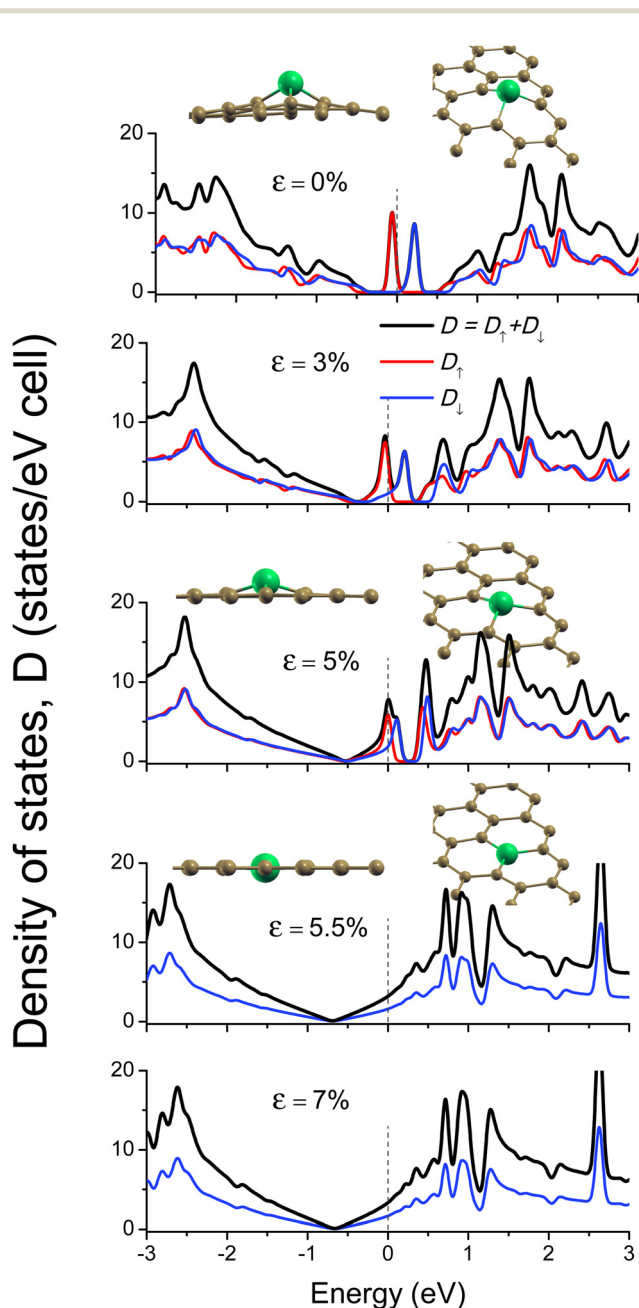 Density of states, D (states/eV cell)
20
10
0
ε = 0%
20
10
0
ε = 3%
D = D↑+D↓
D↑
D↓
20
10
0
ε = 5%
20
10
0
ε = 5.5%
20
10
0
ε = 7%
-3 -2 -1 0 1 2 3
Energy (eV)